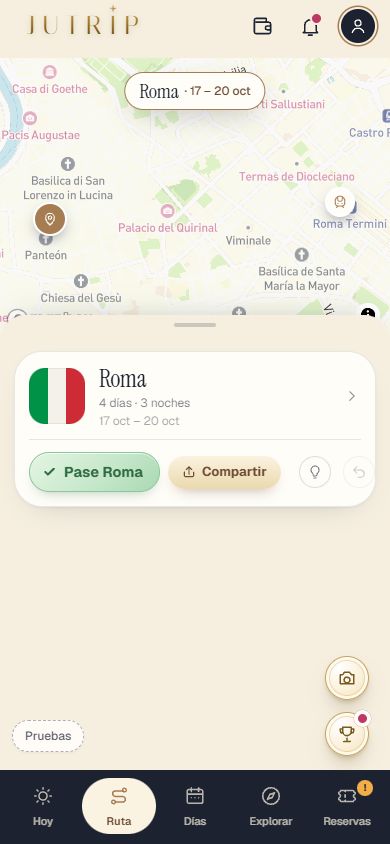 JUTRIP
Casa di Goethe
Roma · 17 – 20 oct
rti Sallustiani
Pacis Augustae
Castro P
Basilica di San
Lorenzo in Lucina
Termas de Diocleciano
Palacio del Quirinal
Roma Termini
Viminale
Panteón
Basílica de Santa
María la Mayor
Chiesa del Gesù
Roma
4 días · 3 noches
17 oct – 20 oct
Pase Roma
Compartir
Pruebas
Hoy
Ruta
Días
Explorar
!
Reservas